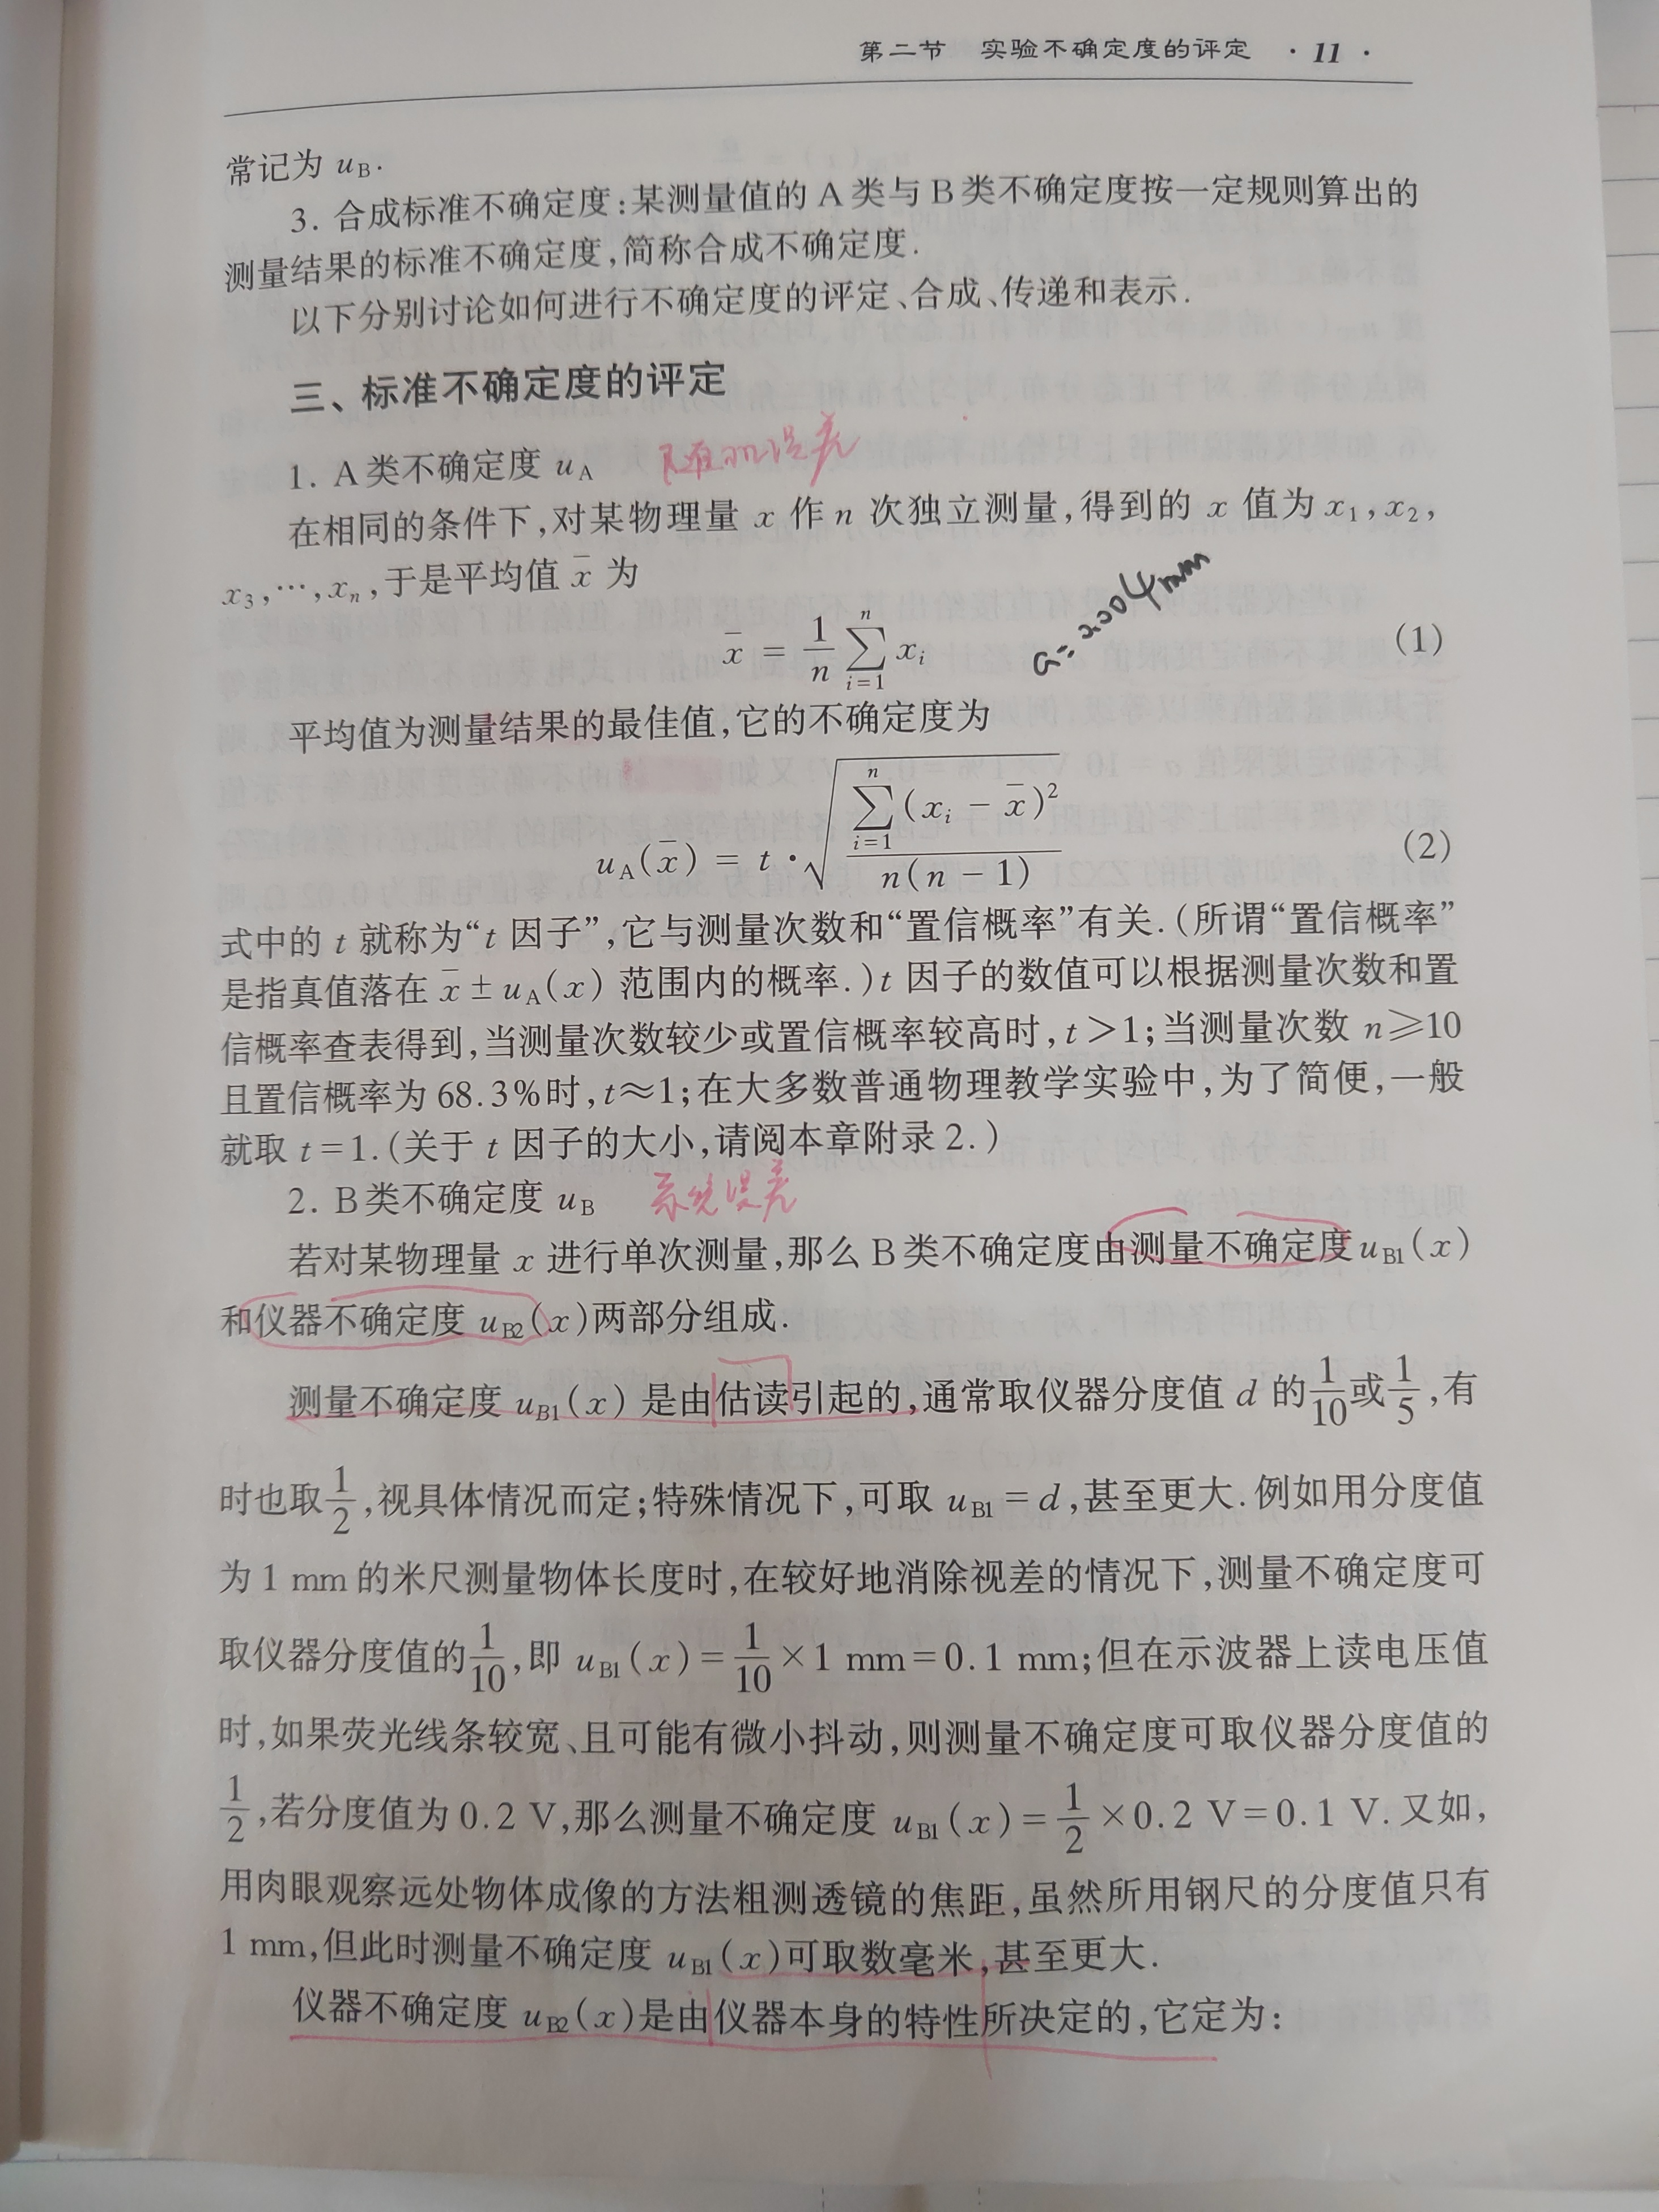 第二节 实验不确定度的评定 · 11 ·
常记为 u_B.
3. 合成标准不确定度:某测量值的 A 类与 B 类不确定度按一定规则算出的
测量结果的标准不确定度,简称合成不确定度.
以下分别讨论如何进行不确定度的评定、合成、传递和表示.
三、标准不确定度的评定
1. A 类不确定度 u_A 随机误差
在相同的条件下,对某物理量 x 作 n 次独立测量,得到的 x 值为 x₁,x₂,
x₃,…,xₙ,于是平均值 x̄ 为
x̄ = \frac{1}{n} \sum_{i=1}^{n} x_i (1)
a=0.004mm
平均值为测量结果的最佳值,它的不确定度为
u_A(x̄) = t · \sqrt{\frac{\sum_{i=1}^{n}(x_i - x̄)^2}{n(n-1)}} (2)
式中的 t 就称为“t 因子”,它与测量次数和“置信概率”有关.(所谓“置信概率”
是指真值落在 x̄ ± u_A(x) 范围内的概率.)t 因子的数值可以根据测量次数和置
信概率查表得到,当测量次数较少或置信概率较高时,t>1;当测量次数 n≥10
且置信概率为 68.3%时,t≈1;在大多数普通物理教学实验中,为了简便,一般
就取 t=1.(关于 t 因子的大小,请阅本章附录 2.)
2. B 类不确定度 u_B 系统误差
若对某物理量 x 进行单次测量,那么 B 类不确定度由测量不确定度 u_{B1}(x)
和仪器不确定度 u_{B2}(x)两部分组成.
测量不确定度 u_{B1}(x) 是由估读引起的,通常取仪器分度值 d 的\frac{1}{10}或\frac{1}{5},有
时也取\frac{1}{2},视具体情况而定;特殊情况下,可取 u_{B1}=d,甚至更大.例如用分度值
为 1 mm 的米尺测量物体长度时,在较好地消除视差的情况下,测量不确定度可
取仪器分度值的\frac{1}{10},即 u_{B1}(x)=\frac{1}{10}×1 mm=0.1 mm;但在示波器上读电压值
时,如果荧光线条较宽、且可能有微小抖动,则测量不确定度可取仪器分度值的
\frac{1}{2},若分度值为 0.2 V,那么测量不确定度 u_{B1}(x)=\frac{1}{2}×0.2 V=0.1 V.又如,
用肉眼观察远处物体成像的方法粗测透镜的焦距,虽然所用钢尺的分度值只有
1 mm,但此时测量不确定度 u_{B1}(x)可取数毫米,甚至更大.
仪器不确定度 u_{B2}(x)是由仪器本身的特性所决定的,它定为: